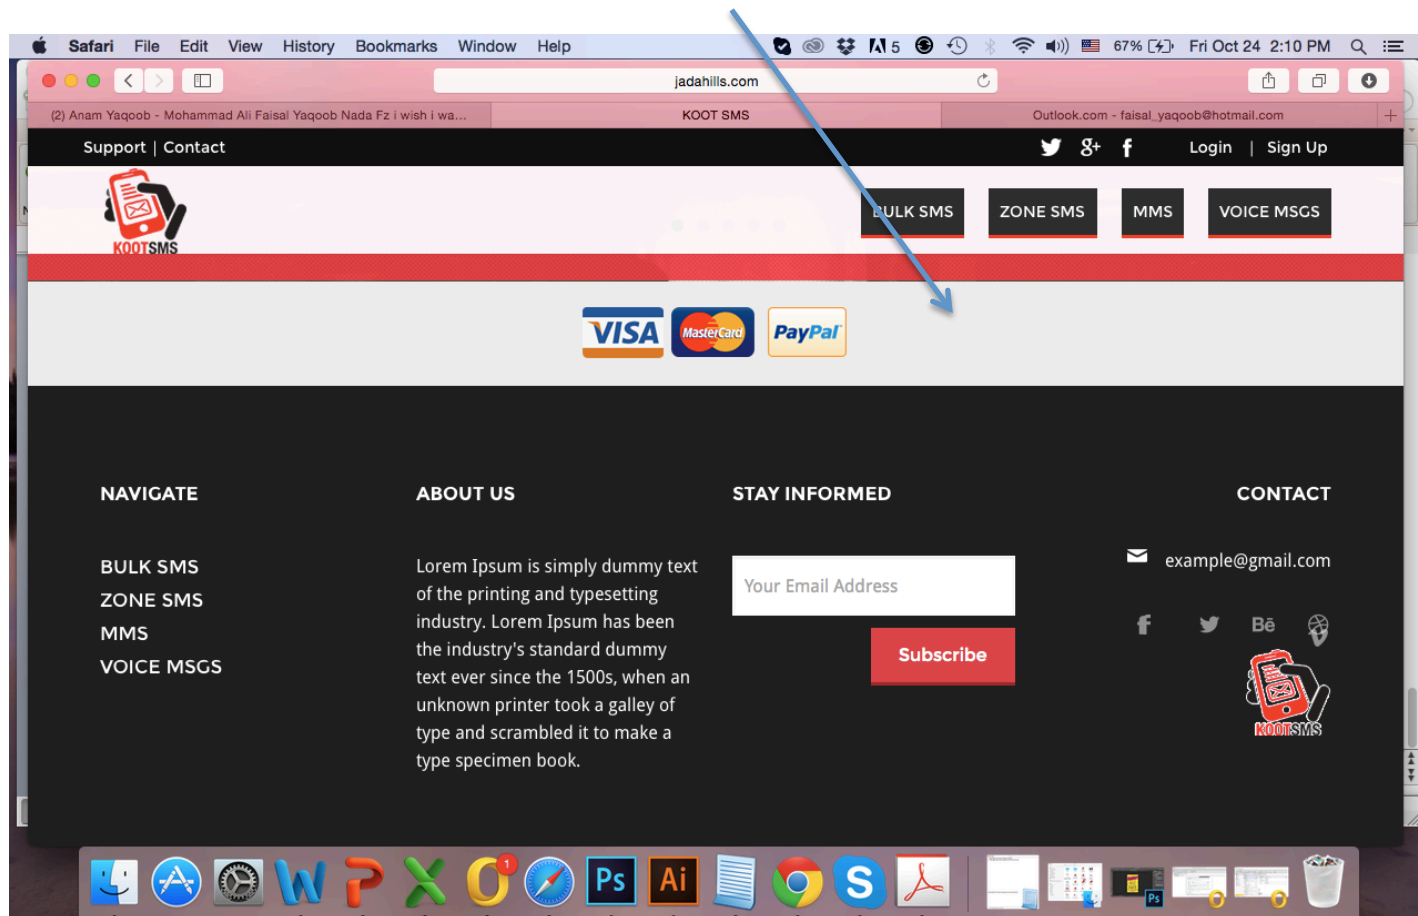 Safari File Edit View History Bookmarks Window Help
5 67% Fri Oct 24 2:10 PM
jadahills.com
(2) Anam Yaqoob - Mohammad Ali Faisal Yaqoob Nada Fz i wish i wa...
KOOT SMS
Outlook.com - faisal_yaqoob@hotmail.com
Support | Contact
8+ f Login | Sign Up
KOOTSMS
BULK SMS
ZONE SMS
MMS
VOICE MSGS
VISA
MasterCard
PayPal
NAVIGATE
BULK SMS
ZONE SMS
MMS
VOICE MSGS
ABOUT US
Lorem Ipsum is simply dummy text
of the printing and typesetting
industry. Lorem Ipsum has been
the industry's standard dummy
text ever since the 1500s, when an
unknown printer took a galley of
type and scrambled it to make a
type specimen book.
STAY INFORMED
Your Email Address
Subscribe
CONTACT
example@gmail.com
f Bē
KOOTSMS
1
Ps
Ai
Ps